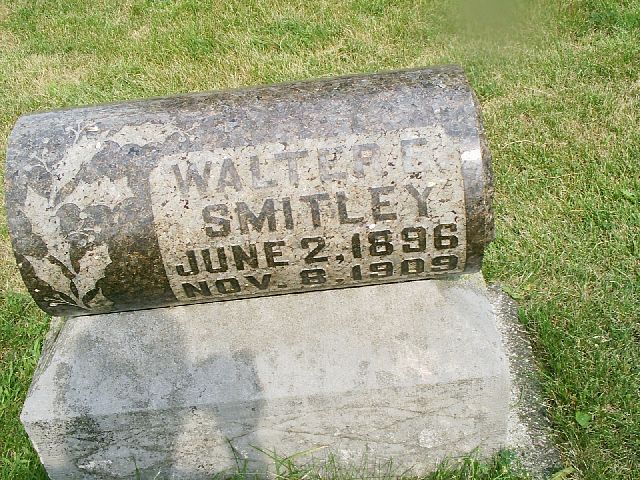 WALTER E.
SMITLEY
JUNE 2, 1896
NOV. 8, 1909